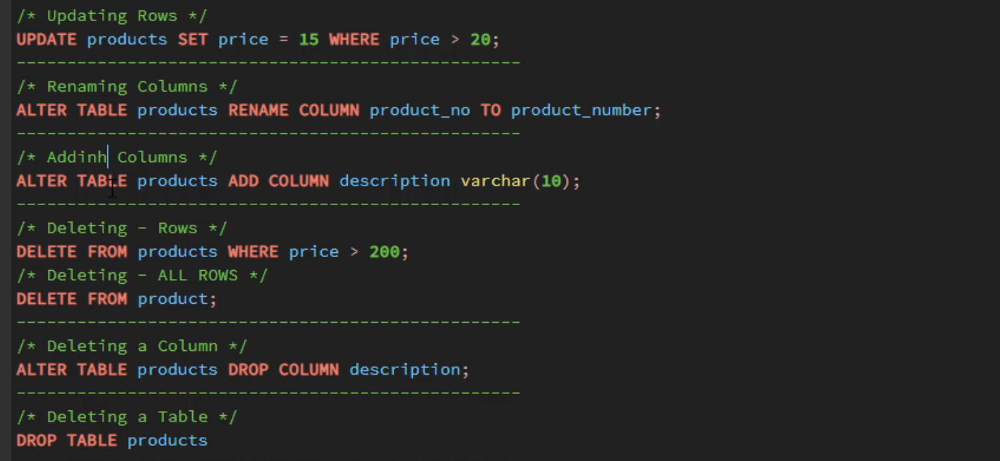 /* Updating Rows */
UPDATE products SET price = 15 WHERE price > 20;
--------------------------------------------------
/* Renaming Columns */
ALTER TABLE products RENAME COLUMN product_no TO product_number;
--------------------------------------------------
/* Addinh Columns */
ALTER TABLE products ADD COLUMN description varchar(10);
--------------------------------------------------
/* Deleting - Rows */
DELETE FROM products WHERE price > 200;
/* Deleting - ALL ROWS */
DELETE FROM product;
--------------------------------------------------
/* Deleting a Column */
ALTER TABLE products DROP COLUMN description;
--------------------------------------------------
/* Deleting a Table */
DROP TABLE products